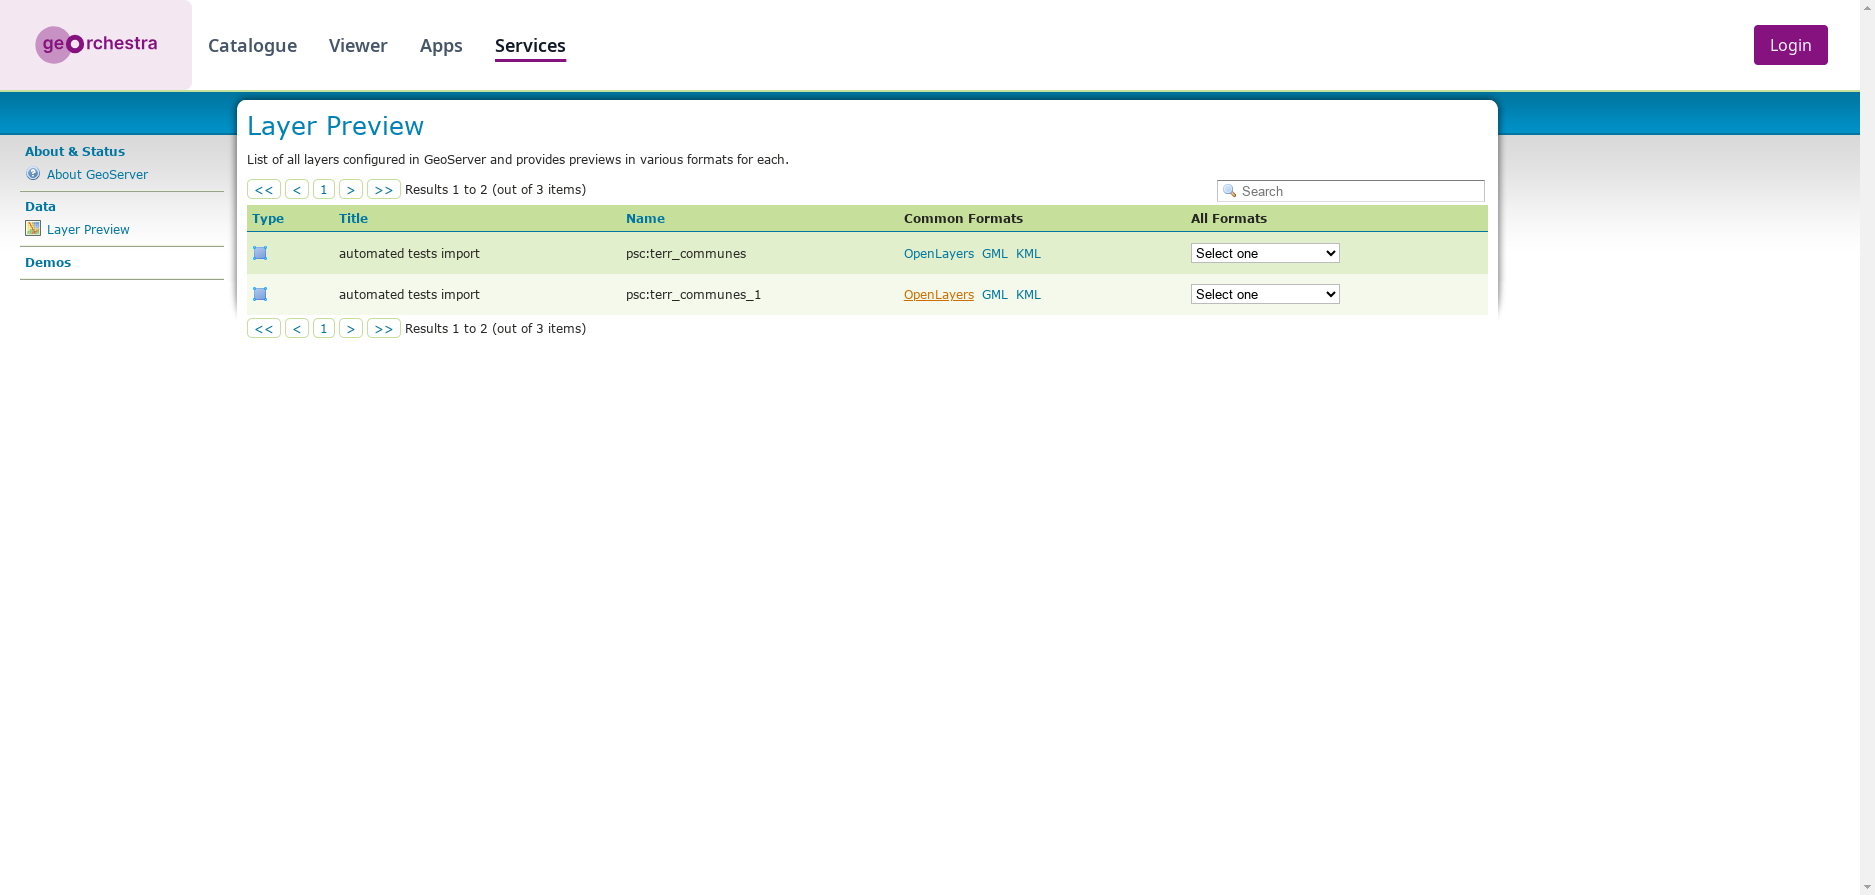 geOrchestra Catalogue Viewer Apps Services Login
Layer Preview
List of all layers configured in GeoServer and provides previews in various formats for each.
About & Status
About GeoServer
Data
Layer Preview
Demos
<< < 1 > >> Results 1 to 2 (out of 3 items) Search
Type Title Name Common Formats All Formats
automated tests import psc:terr_communes OpenLayers GML KML Select one
automated tests import psc:terr_communes_1 OpenLayers GML KML Select one
<< < 1 > >> Results 1 to 2 (out of 3 items)